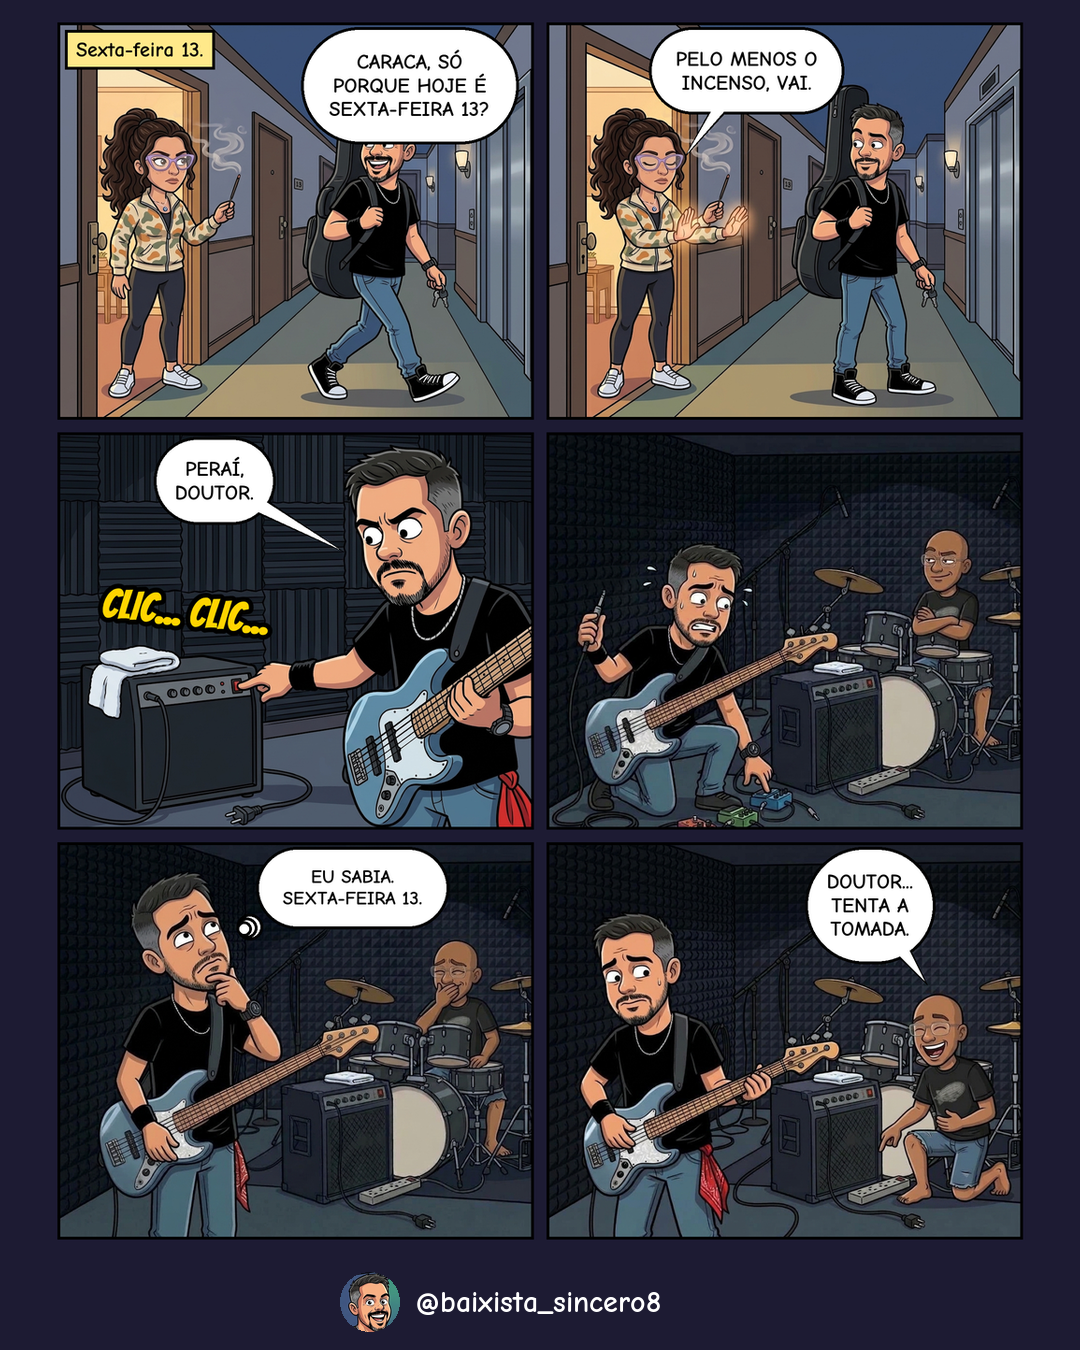 Sexta-feira 13.
CARACA, SÓ
PORQUE HOJE É
SEXTA-FEIRA 13?
PELO MENOS O
INCENSO, VAI.
PERAÍ,
DOUTOR.
CLIC... CLIC...
EU SABIA.
SEXTA-FEIRA 13.
DOUTOR...
TENTA A
TOMADA.
@baixista_sincero8